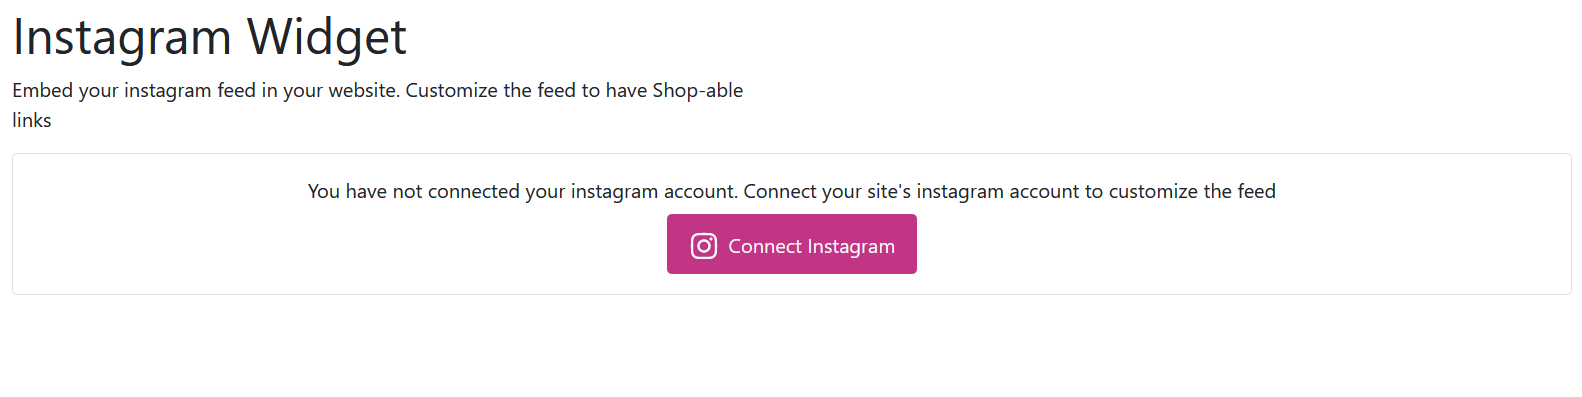 Instagram Widget
Embed your instagram feed in your website. Customize the feed to have Shop-able
links
You have not connected your instagram account. Connect your site's instagram account to customize the feed
Connect Instagram